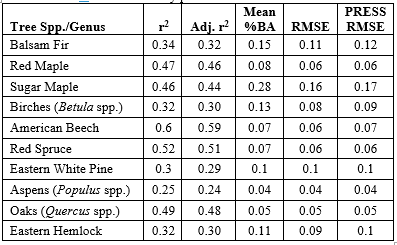 Tree Spp./Genus r² Adj. r² Mean %BA RMSE PRESS RMSE
Balsam Fir 0.34 0.32 0.15 0.11 0.12
Red Maple 0.47 0.46 0.08 0.06 0.06
Sugar Maple 0.46 0.44 0.28 0.16 0.17
Birches (Betula spp.) 0.32 0.30 0.13 0.08 0.09
American Beech 0.6 0.59 0.07 0.06 0.07
Red Spruce 0.52 0.51 0.07 0.06 0.06
Eastern White Pine 0.3 0.29 0.1 0.1 0.1
Aspens (Populus spp.) 0.25 0.24 0.04 0.04 0.04
Oaks (Quercus spp.) 0.49 0.48 0.05 0.05 0.05
Eastern Hemlock 0.32 0.30 0.11 0.09 0.1